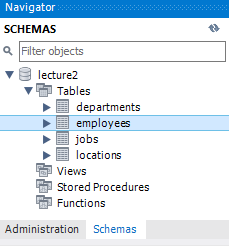 Navigator
SCHEMAS
Filter objects
lecture2
Tables
departments
employees
jobs
locations
Views
Stored Procedures
Functions
Administration Schemas